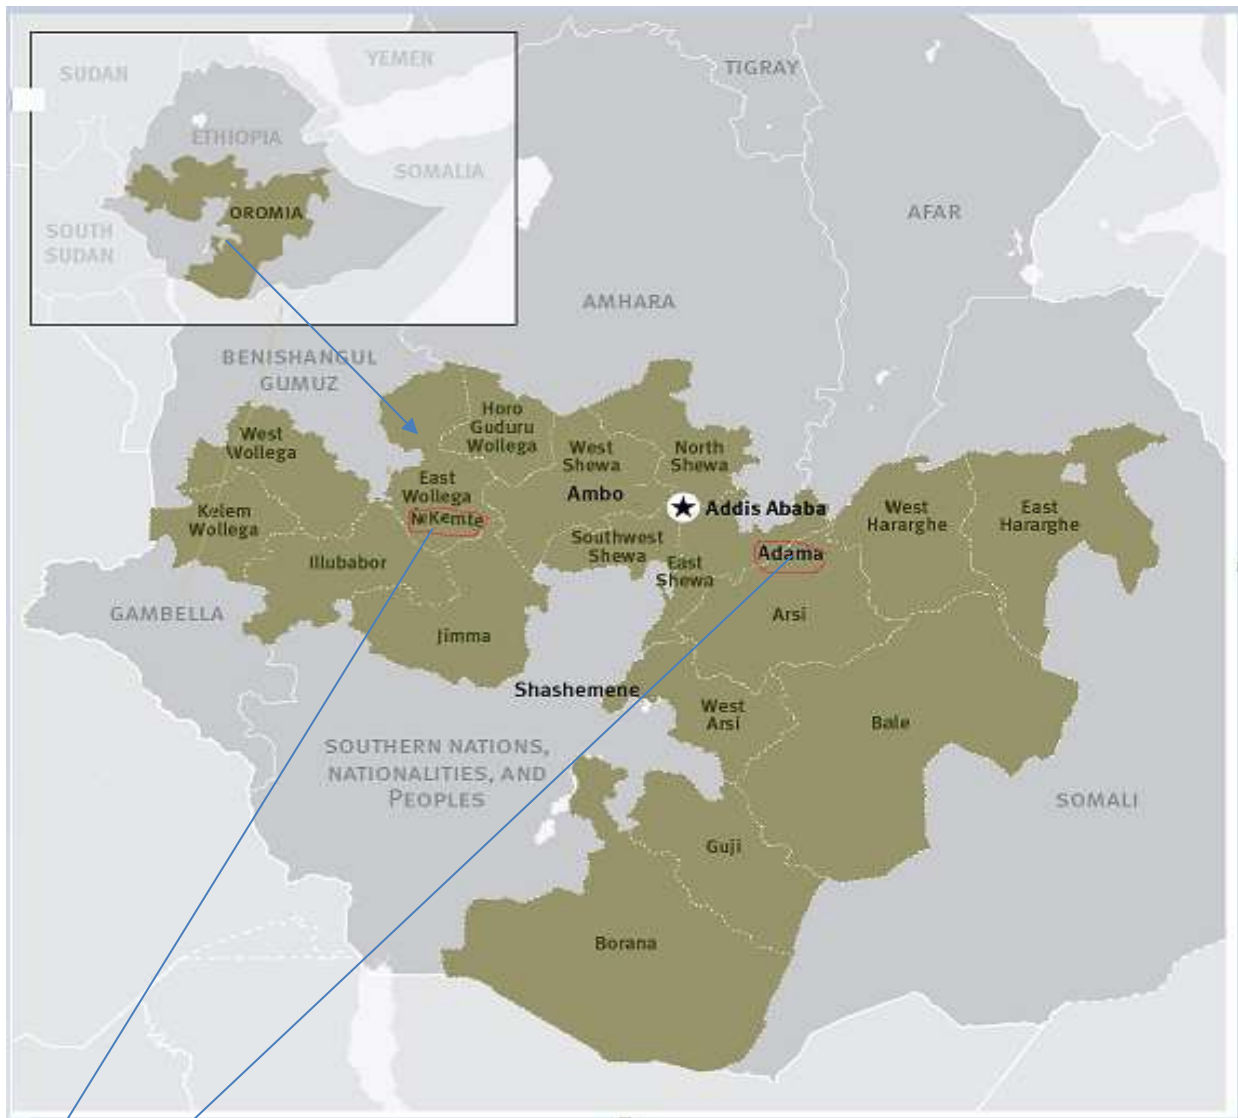 SUDAN
YEMEN
ETHIOPIA
SOMALIA
OROMIA
SOUTH
SUDAN
TIGRAY
AFAR
AMHARA
BENISHANGUL
GUMUZ
West
Wollega
Horo
Guduru
Wollega
West
Shewa
North
Shewa
East
Wollega
Ambo
Addis Ababa
West
Hararghe
East
Hararghe
Kelem
Wollega
NeKemte
Southwest
Shewa
Adama
Illubabor
East
Shewa
GAMBELLA
Arsi
Jimma
Shashemene
West
Arsi
Bale
SOUTHERN NATIONS,
NATIONALITIES, AND
PEOPLES
SOMALI
Guji
Borana